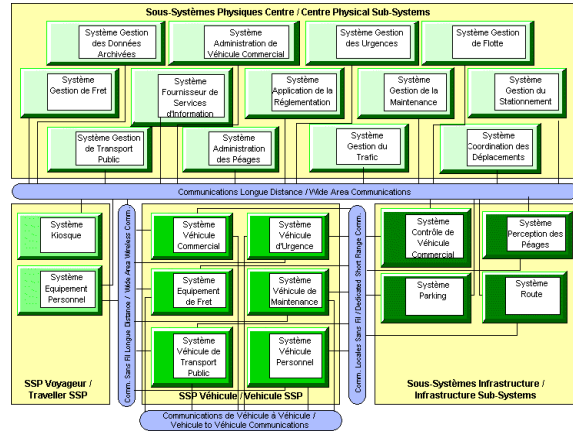 Sous-Systèmes Physiques Centre / Centre Physical Sub-Systems
Système Gestion
des Données
Archivées
Système
Administration de
Véhicule Commercial
Système Gestion
des Urgences
Système Gestion
de Flotte
Système
Gestion de Fret
Système
Fournisseur de
Services
d'Information
Système
Application de la
Réglementation
Système
Gestion de la
Maintenance
Système
Gestion du
Stationnement
Système Gestion
de Transport
Public
Système
Administration
des Péages
Système
Gestion du
Trafic
Système
Coordination des
Déplacements
Communications Longue Distance / Wide Area Communications
Système
Kiosque
Système
Equipement
Personnel
SSP Voyageur /
Traveller SSP
Comm. Sans Fil Longue Distance / Wide Area Wireless Comm.
Système
Véhicule
Commercial
Système
Véhicule
d'Urgence
Système
Equipement
de Fret
Système
Véhicule de
Maintenance
Système
Véhicule de
Transport
Public
Système
Véhicule
Personnel
SSP Véhicule / Vehicule SSP
Comm. Locales Sans Fil /Dedicated Short Range Comm.
Système
Contrôle de
Véhicule
Commercial
Système
Perception des
Péages
Système
Parking
Système
Route
Sous-Systèmes Infrastructure /
Infrastructure Sub-Systems
Communications de Véhicule à Véhicule /
Vehicle to Véhicule Communications